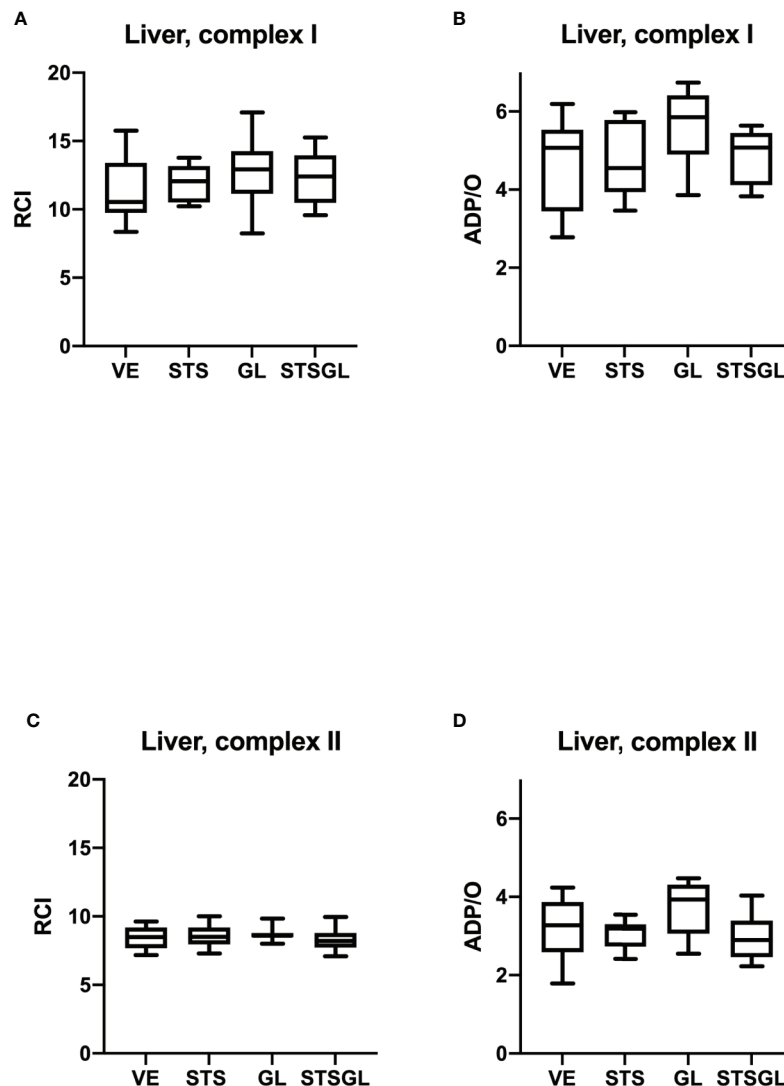 A
Liver, complex I
RCI
20
15
10
5
0
VE STS GL STSGL
B
Liver, complex I
ADP/O
6
4
2
0
VE STS GL STSGL
C
Liver, complex II
RCI
20
15
10
5
0
VE STS GL STSGL
D
Liver, complex II
ADP/O
6
4
2
0
VE STS GL STSGL